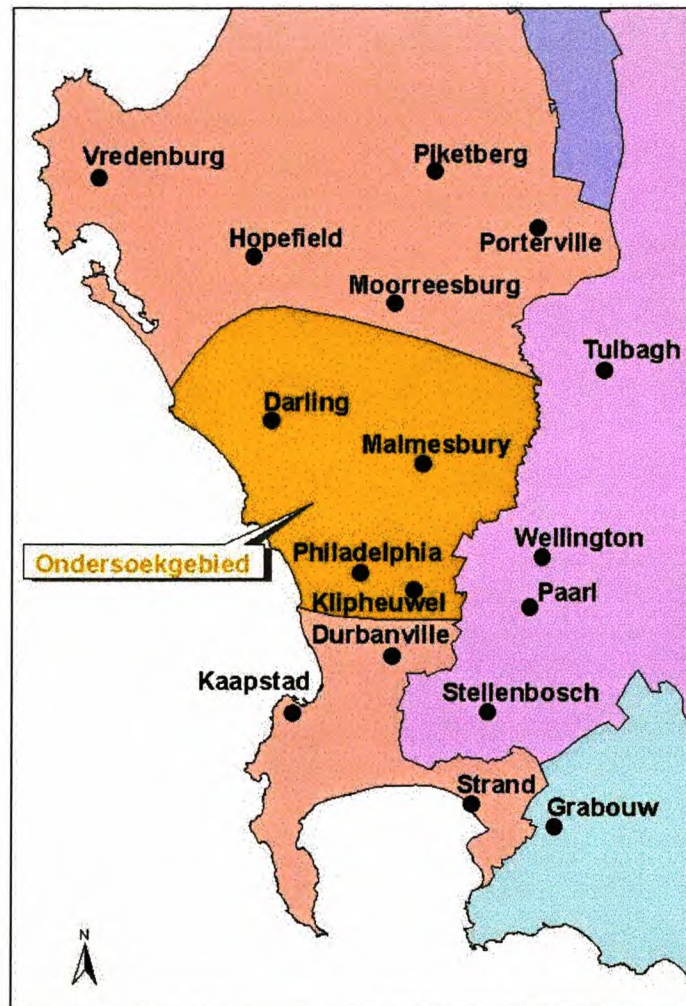 Vredenburg
Piketberg
Hopefield
Porterville
Moorreesburg
Tulbagh
Darling
Malmesbury
Ondersoekgebied
Philadelphia
Wellington
Klipheuwel
Paarl
Durbanville
Kaapstad
Stellenbosch
Strand
Grabouw
N